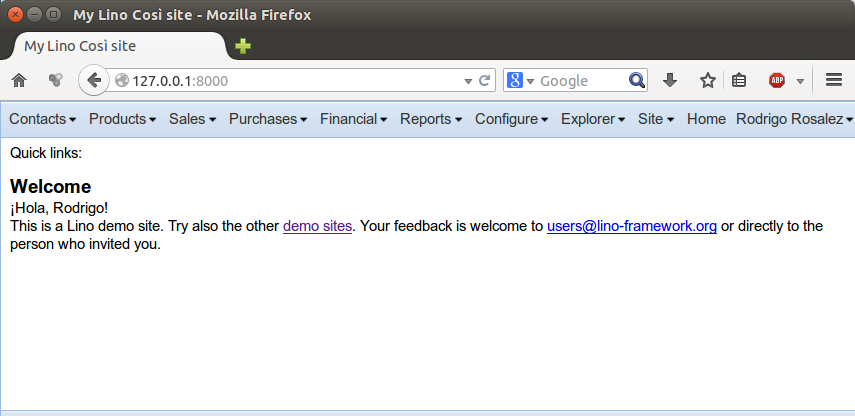 My Lino Così site - Mozilla Firefox
My Lino Così site
127.0.0.1:8000
Google
ABP
Contacts Products Sales Purchases Financial Reports Configure Explorer Site Home Rodrigo Rosalez
Quick links:
Welcome
¡Hola, Rodrigo!
This is a Lino demo site. Try also the other demo sites. Your feedback is welcome to users@lino-framework.org or directly to the
person who invited you.